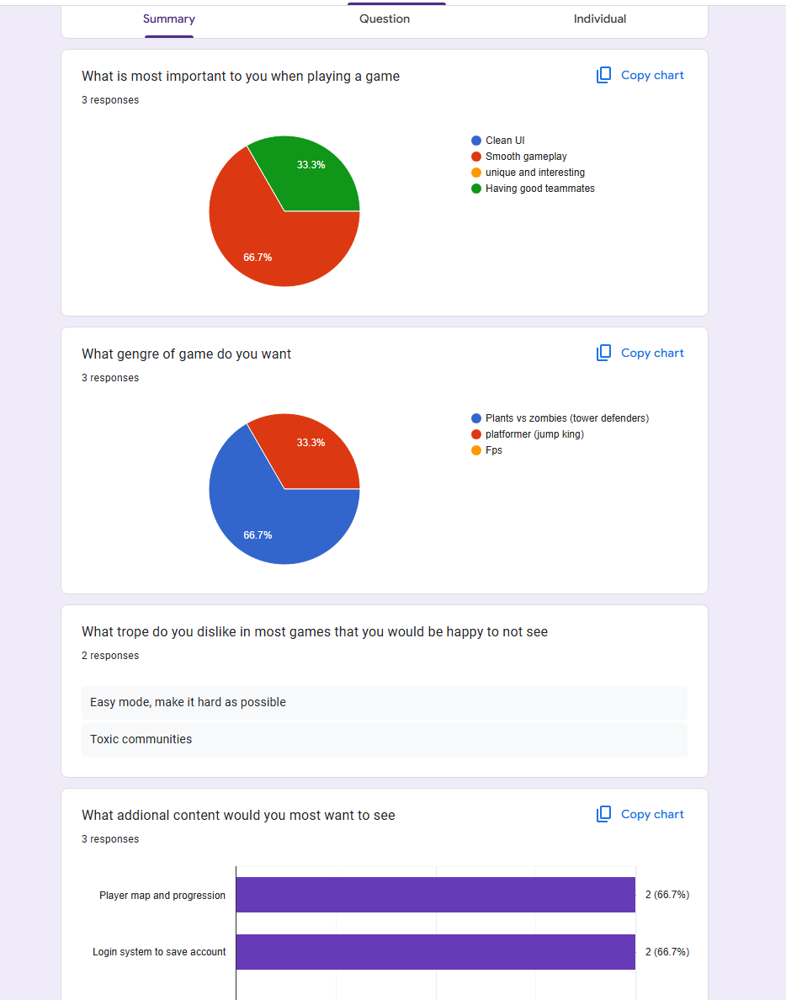 Summary
Question
Individual
What is most important to you when playing a game
Copy chart
3 responses
33.3%
66.7%
Clean UI
Smooth gameplay
unique and interesting
Having good teammates
What gengre of game do you want
Copy chart
3 responses
33.3%
66.7%
Plants vs zombies (tower defenders)
platformer (jump king)
Fps
What trope do you dislike in most games that you would be happy to not see
2 responses
Easy mode, make it hard as possible
Toxic communities
What addional content would you most want to see
Copy chart
3 responses
Player map and progression
2 (66.7%)
Login system to save account
2 (66.7%)